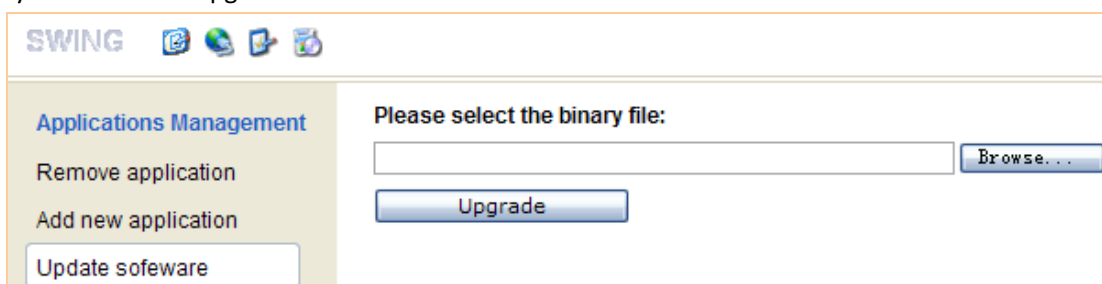 SWING
Applications Management
Remove application
Add new application
Update sofeware
Please select the binary file:
Browse...
Upgrade